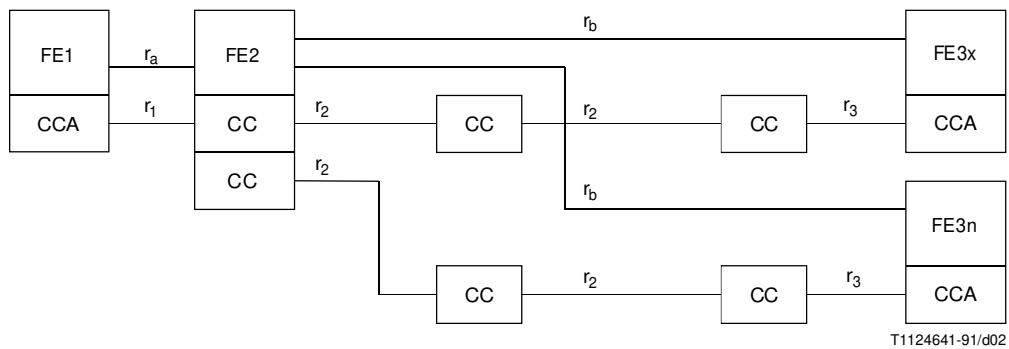 r_b
FE1
r_a
FE2
FE3x
CCA
r_1
CC
r_2
CC
r_2
CC
r_3
CCA
CC
r_2
r_b
FE3n
CC
r_2
CC
r_3
CCA
T1124641-91/d02